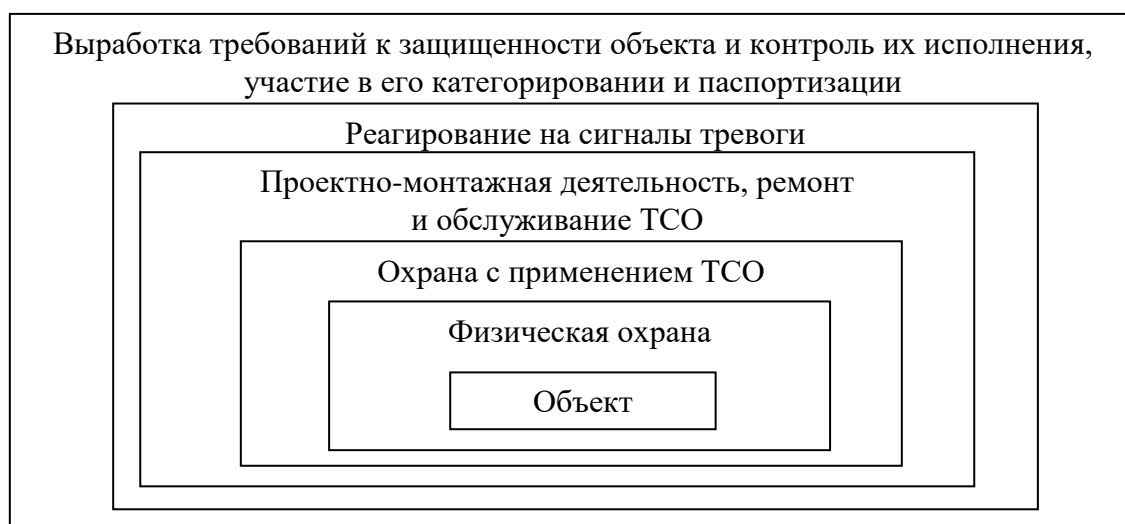 Выработка требований к защищенности объекта и контроль их исполнения,
участие в его категорировании и паспортизации
Реагирование на сигналы тревоги
Проектно-монтажная деятельность, ремонт
и обслуживание ТСО
Охрана с применением ТСО
Физическая охрана
Объект